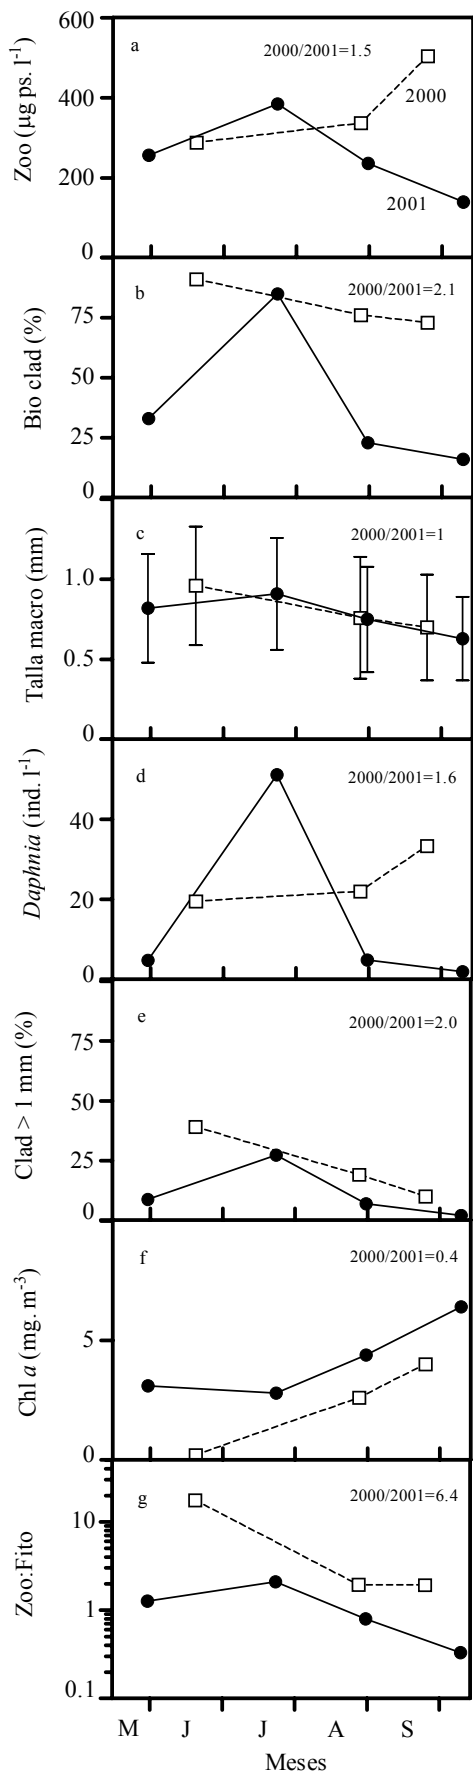 600
a
2000/2001=1.5
Zoo (µg ps. l-1)
400
2000
200
2001
0
b
2000/2001=2.1
Bio clad (%)
75
50
25
0
c
2000/2001=1
Talla macro (mm)
1.0
0.5
0
d
2000/2001=1.6
Daphnia (ind. l-1)
40
20
0
e
2000/2001=2.0
Clad > 1 mm (%)
75
50
25
0
f
2000/2001=0.4
Chl a (mg. m-3)
5
0
g
2000/2001=6.4
Zoo:Fito
10
1
0.1
M J J A S
Meses